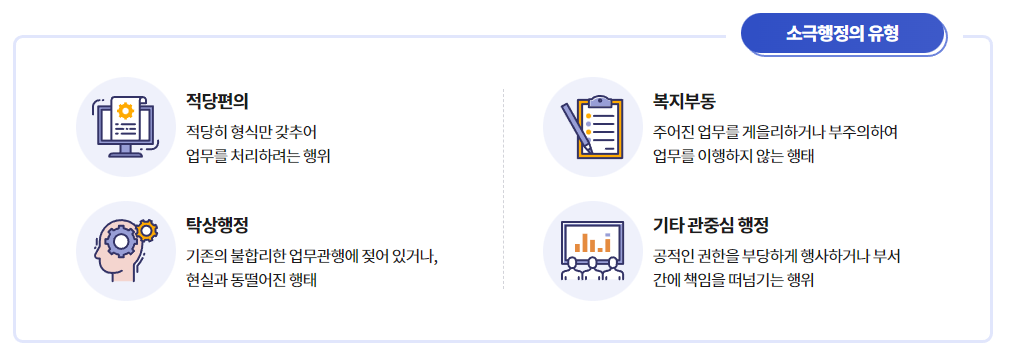 소극행정의 유형
적당편의
적당히 형식만 갖추어
업무를 처리하려는 행위
복지부동
주어진 업무를 게을리하거나 부주의하여
업무를 이행하지 않는 행태
탁상행정
기존의 불합리한 업무관행에 젖어 있거나,
현실과 동떨어진 행태
기타 관중심 행정
공적인 권한을 부당하게 행사하거나 부서
간에 책임을 떠넘기는 행위